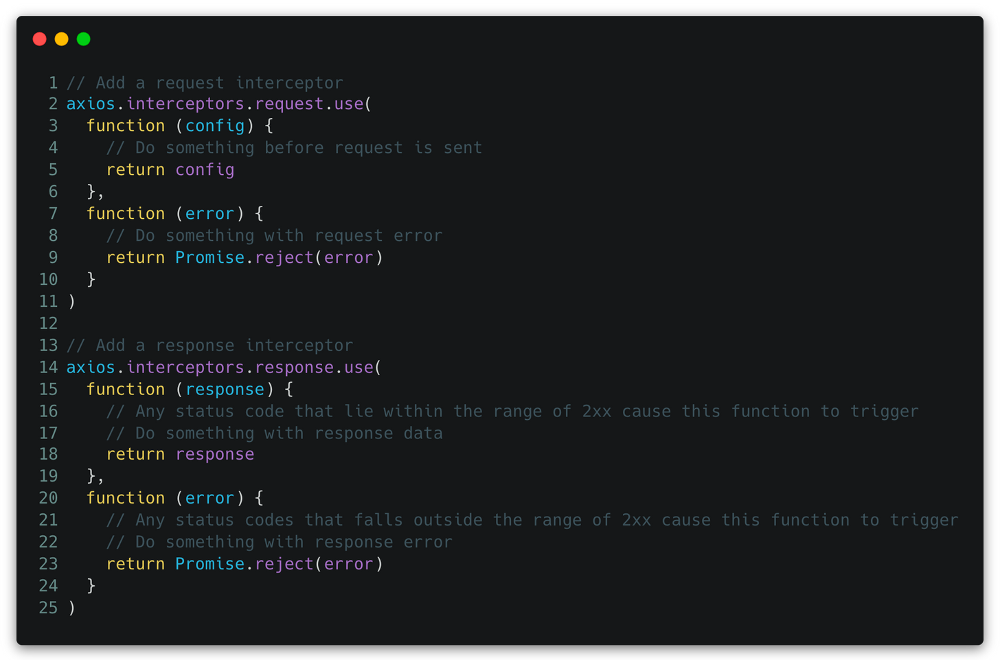 1 // Add a request interceptor
2 axios.interceptors.request.use(
3   function (config) {
4     // Do something before request is sent
5     return config
6   },
7   function (error) {
8     // Do something with request error
9     return Promise.reject(error)
10   }
11 )
12
13 // Add a response interceptor
14 axios.interceptors.response.use(
15   function (response) {
16     // Any status code that lie within the range of 2xx cause this function to trigger
17     // Do something with response data
18     return response
19   },
20   function (error) {
21     // Any status codes that falls outside the range of 2xx cause this function to trigger
22     // Do something with response error
23     return Promise.reject(error)
24   }
25 )